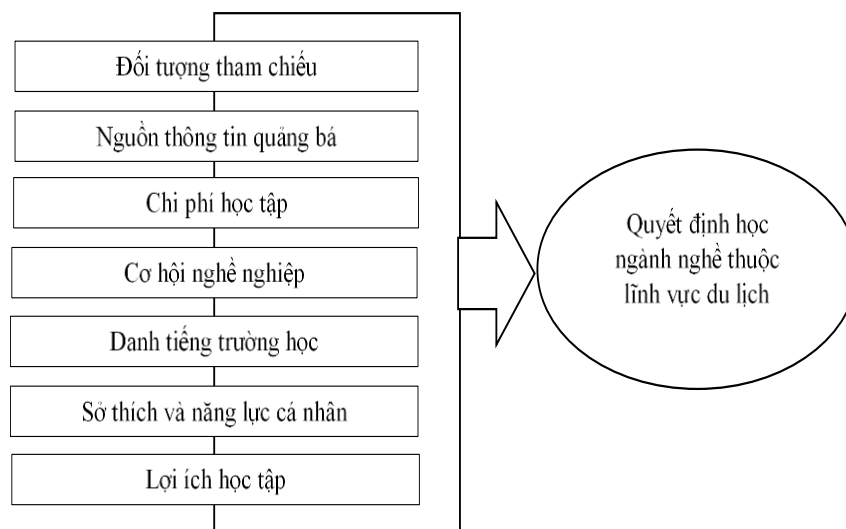 Đối tượng tham chiếu
Nguồn thông tin quảng bá
Chi phí học tập
Cơ hội nghề nghiệp
Danh tiếng trường học
Sở thích và năng lực cá nhân
Lợi ích học tập
Quyết định học
ngành nghề thuộc
lĩnh vực du lịch